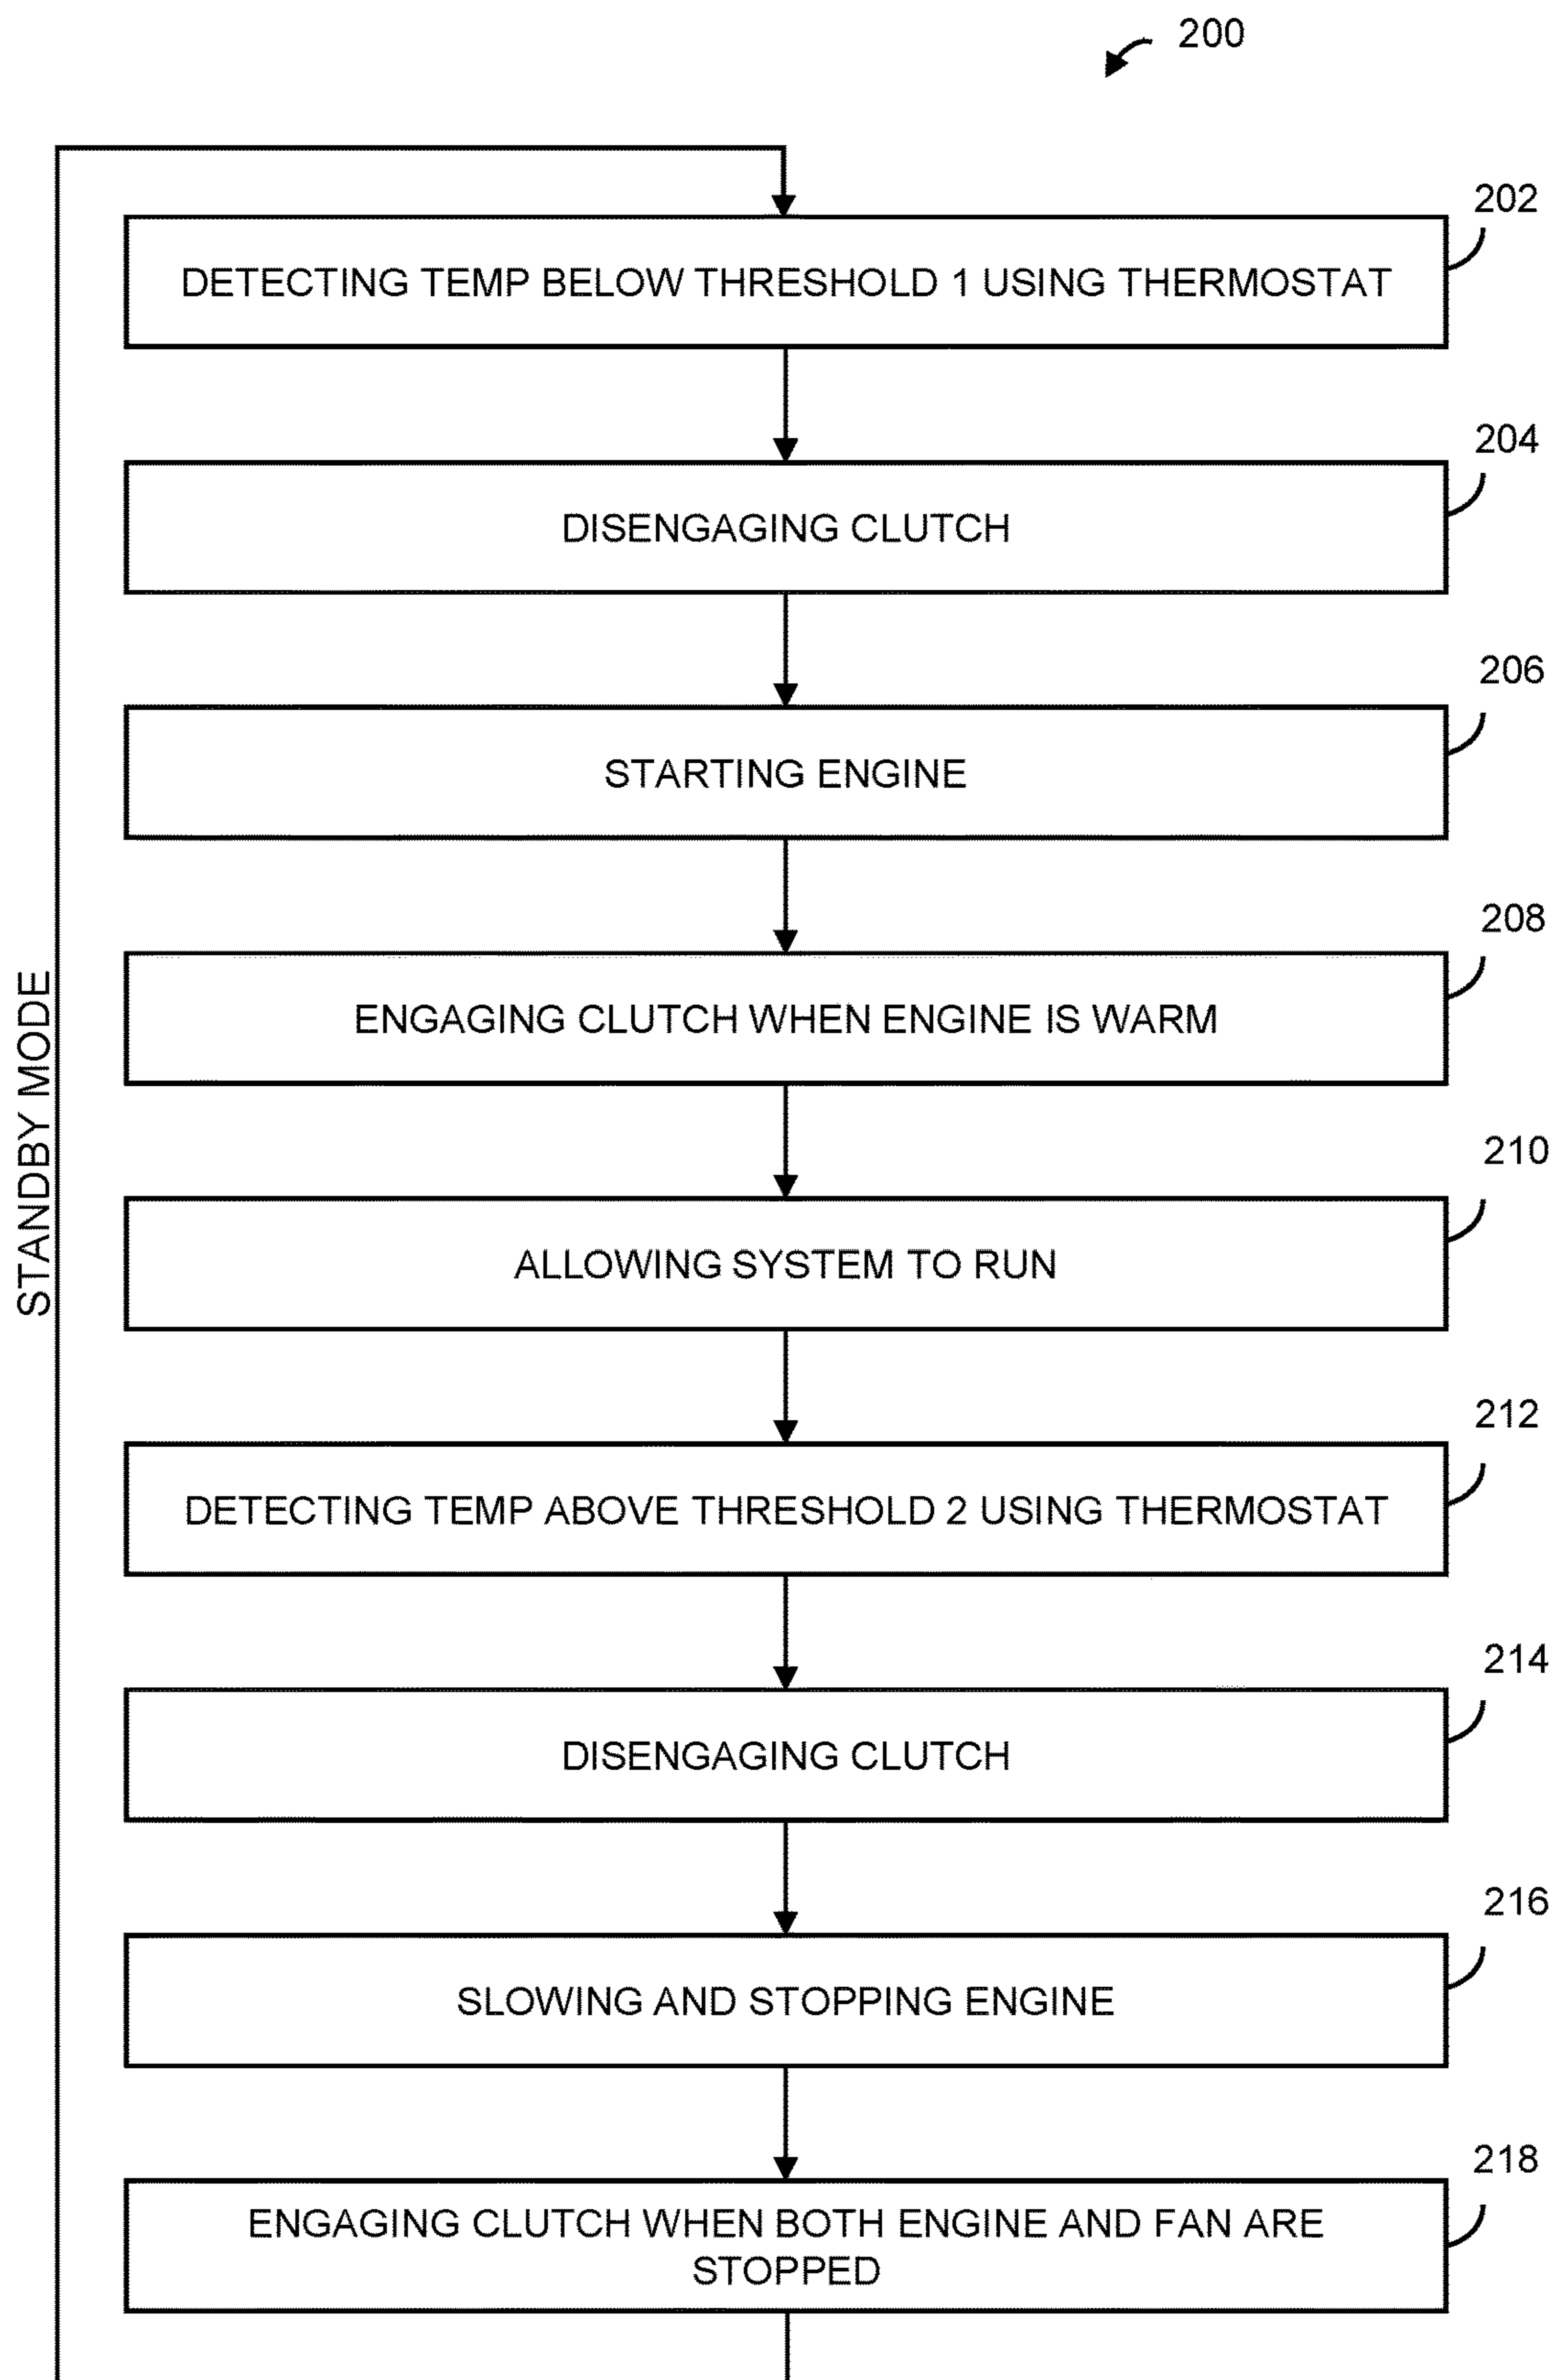 200
202
DETECTING TEMP BELOW THRESHOLD 1 USING THERMOSTAT
204
DISENGAGING CLUTCH
206
STARTING ENGINE
208
ENGAGING CLUTCH WHEN ENGINE IS WARM
STANDBY MODE
210
ALLOWING SYSTEM TO RUN
212
DETECTING TEMP ABOVE THRESHOLD 2 USING THERMOSTAT
214
DISENGAGING CLUTCH
216
SLOWING AND STOPPING ENGINE
218
ENGAGING CLUTCH WHEN BOTH ENGINE AND FAN ARE
STOPPED